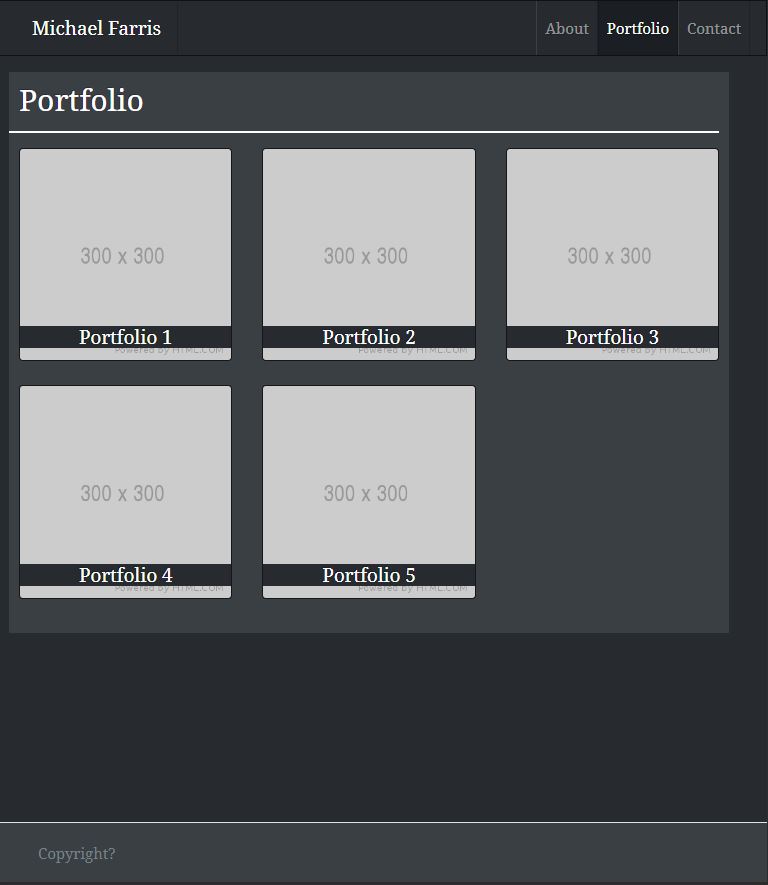 Michael Farris
About Portfolio Contact
Portfolio
300 x 300 300 x 300 300 x 300
Portfolio 1 Portfolio 2 Portfolio 3
Powered by HTML.COM Powered by HTML.COM Powered by HTML.COM
300 x 300 300 x 300
Portfolio 4 Portfolio 5
Powered by HTML.COM Powered by HTML.COM
Copyright?